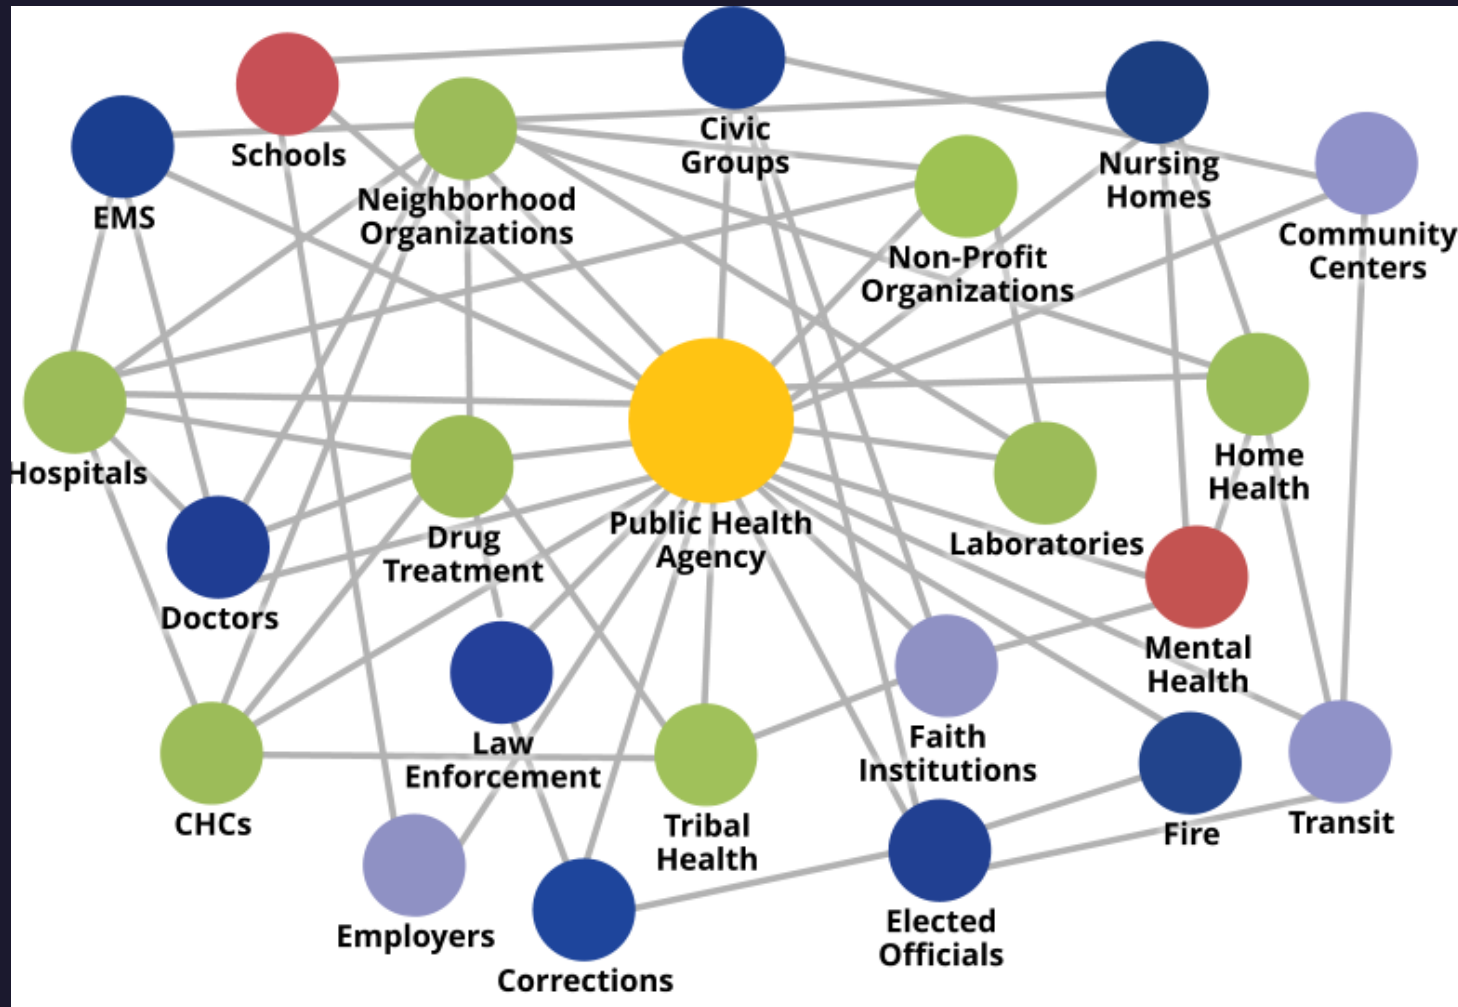 Schools
EMS
Neighborhood
Organizations
Civic
Groups
Nursing
Homes
Community
Centers
Non-Profit
Organizations
Hospitals
Drug
Treatment
Public Health
Agency
Laboratories
Home
Health
Doctors
Mental
Health
CHCs
Law
Enforcement
Tribal
Health
Faith
Institutions
Fire
Transit
Employers
Corrections
Elected
Officials